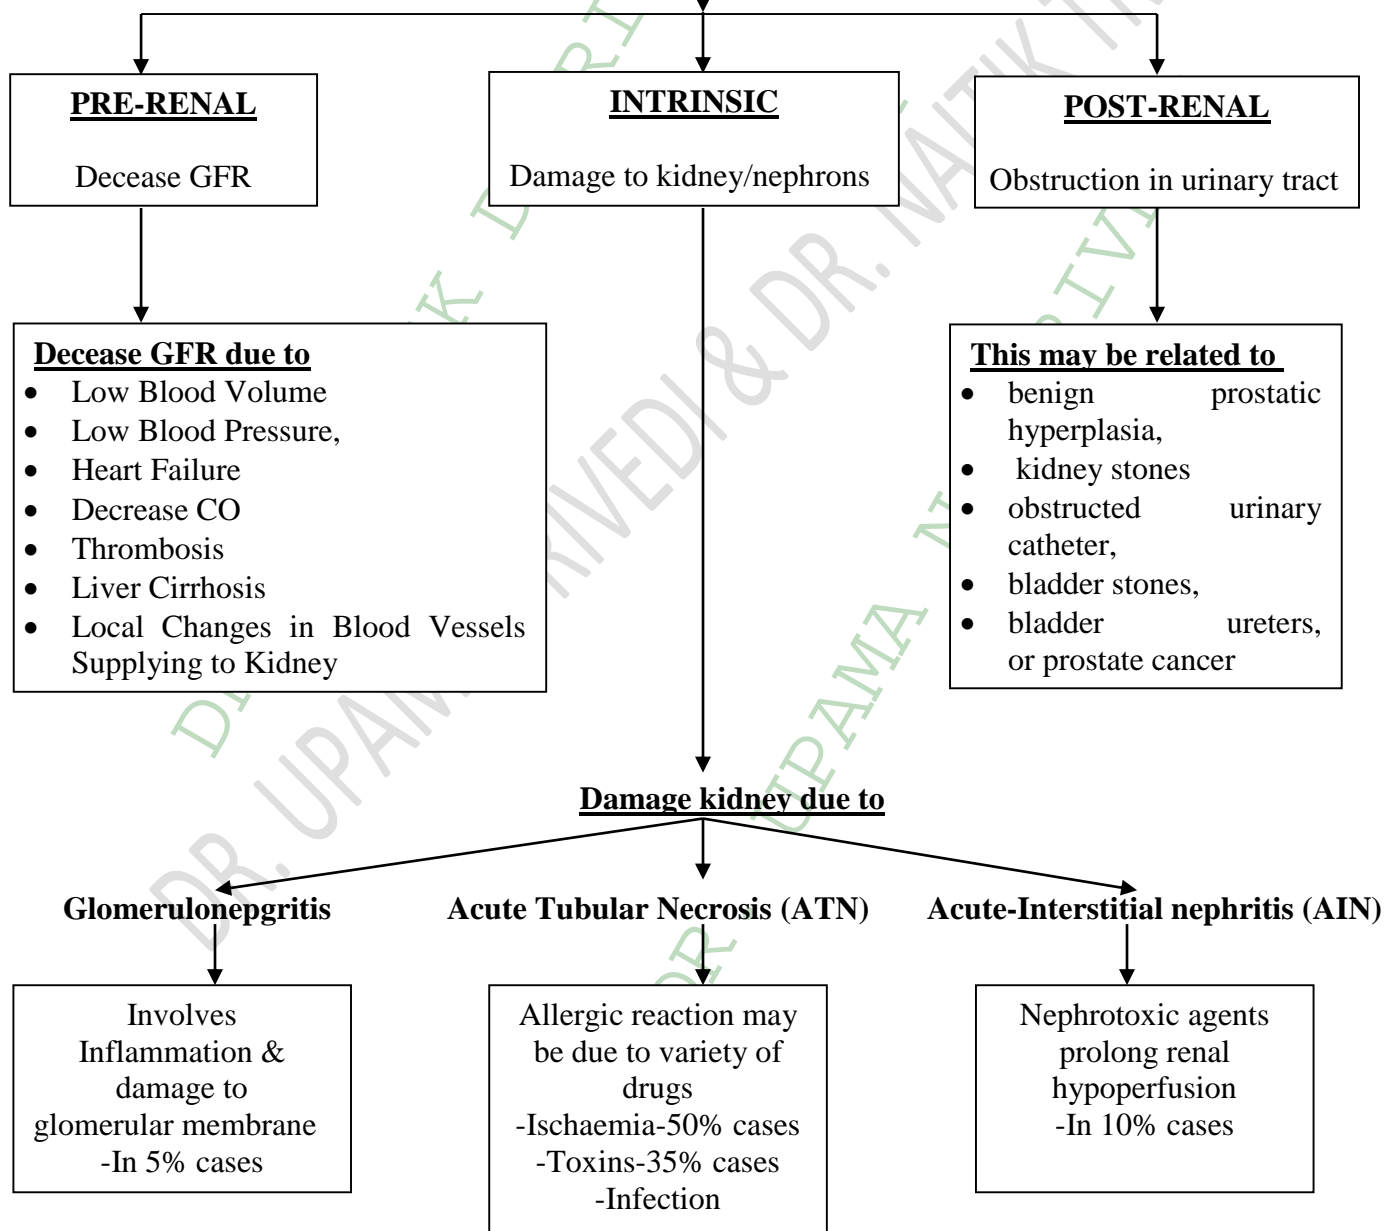 PRE-RENAL
Decease GFR
INTRINSIC
Damage to kidney/nephrons
POST-RENAL
Obstruction in urinary tract
Decease GFR due to
• Low Blood Volume
• Low Blood Pressure,
• Heart Failure
• Decrease CO
• Thrombosis
• Liver Cirrhosis
• Local Changes in Blood Vessels
Supplying to Kidney
This may be related to
• benign prostatic
hyperplasia,
• kidney stones
• obstructed urinary
catheter,
• bladder stones,
• bladder ureters,
or prostate cancer
Damage kidney due to
Glomerulonepgritis
Acute Tubular Necrosis (ATN)
Acute-Interstitial nephritis (AIN)
Involves
Inflammation &
damage to
glomerular membrane
-In 5% cases
Allergic reaction may
be due to variety of
drugs
-Ischaemia-50% cases
-Toxins-35% cases
-Infection
Nephrotoxic agents
prolong renal
hypoperfusion
-In 10% cases